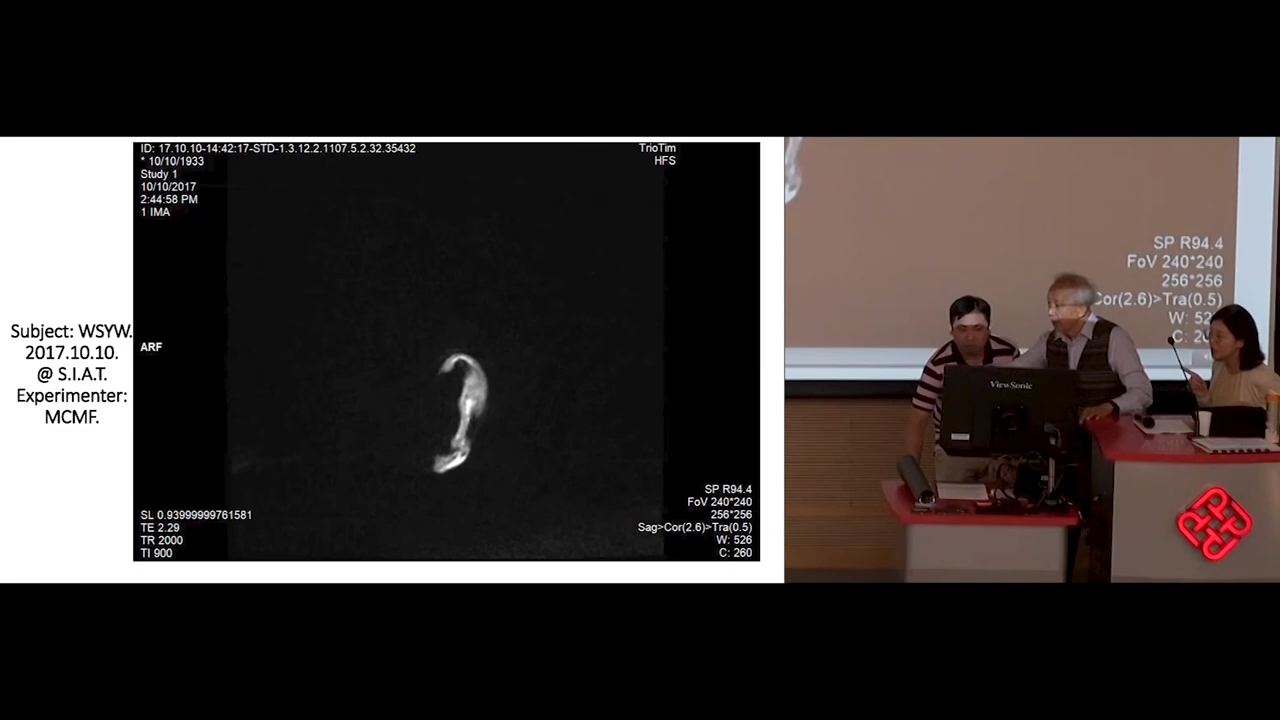 Subject: WSYW.
2017.10.10.
@ S.I.A.T.
Experimenter:
MCMF.
ID: 17.10.10-14:42:17-STD-1.3.12.2.1107.5.2.32.35432
* 10/10/1933
Study 1
10/10/2017
2:44:58 PM
1 IMA
TrioTim
HFS
ARF
SL 0.93999999761581
TE 2.29
TR 2000
TI 900
SP R94.4
FoV 240*240
256*256
Sag>Cor(2.6)>Tra(0.5)
W: 526
C: 260
SP R94.4
FoV 240*240
256*256
Cor(2.6)>Tra(0.5)
W: 52
C: 2
ViewSonic